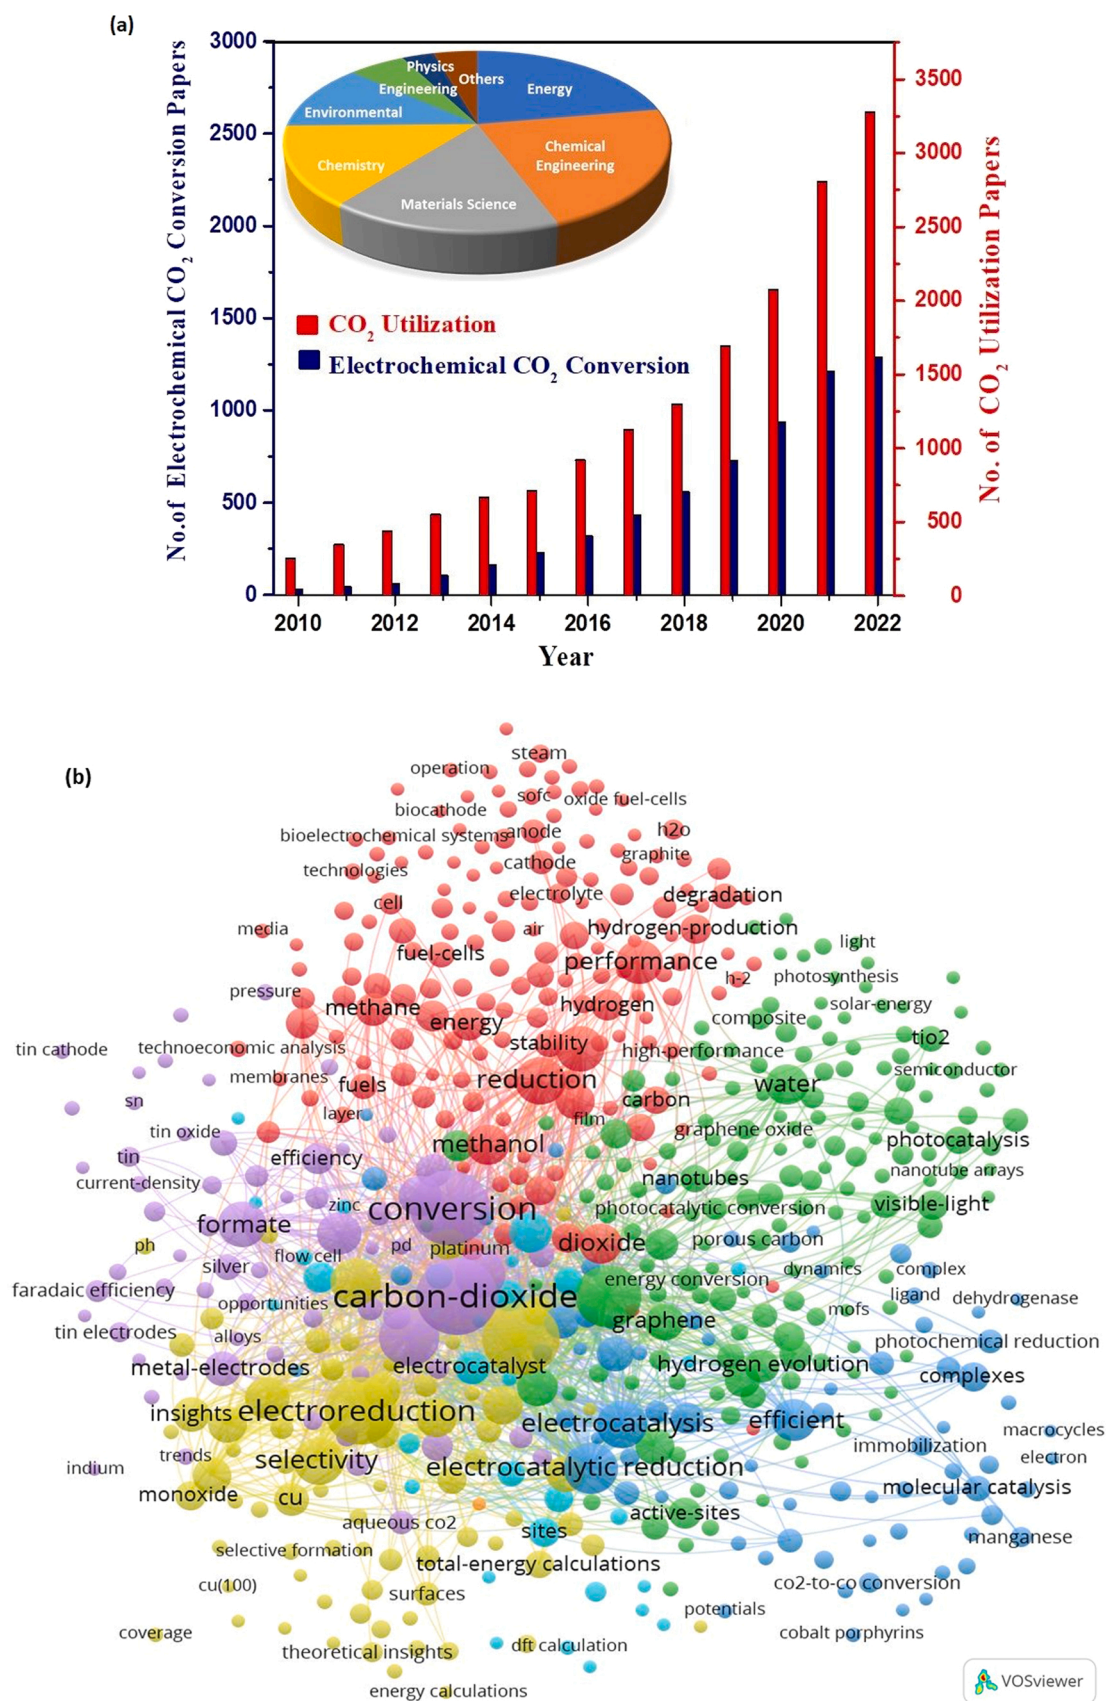 (a)
No.of Electrochemical CO2 Conversion Papers
3000
2500
2000
1500
1000
500
0
Physics
Others
Energy
Engineering
Environmental
Chemical
Engineering
Chemistry
Materials Science
CO2 Utilization
Electrochemical CO2 Conversion
3500
3000
2500
2000
1500
1000
500
0
No. of CO2 Utilization Papers
2010
2012
2014
2016
2018
2020
2022
Year
(b)
steam
operation
sofc
oxide fuel-cells
biocathode
bioelectrochemical systems
anode
h2o
technologies
cathode
graphite
cell
electrolyte
degradation
media
air
hydrogen-production
light
fuel-cells
performance
pressure
h-2
photosynthesis
methane
energy
hydrogen
composite
solar-energy
tin cathode
technoeconomic analysis
stability
high-performance
tio2
membranes
fuels
reduction
water
semiconductor
sn
layer
carbon
film
tin oxide
methanol
graphene oxide
photocatalysis
tin
efficiency
nanotubes
nanotube arrays
current-density
zinc
conversion
photocatalytic conversion
visible-light
formate
ph
flow cell
pd
platinum
dioxide
porous carbon
silver
energy conversion
dynamics
complex
faradaic efficiency
opportunities
carbon-dioxide
graphene
mofs
ligand
dehydrogenase
tin electrodes
alloys
photochemical reduction
metal-electrodes
electrocatalyst
hydrogen evolution
complexes
insights
electroreduction
electrocatalysis
efficient
macrocycles
trends
selectivity
immobilization
electron
indium
electrocatalytic reduction
monoxide
cu
molecular catalysis
aqueous co2
sites
active-sites
manganese
selective formation
total-energy calculations
cu(100)
surfaces
co2-to-co conversion
potentials
coverage
theoretical insights
dft calculation
cobalt porphyrins
energy calculations
VOSviewer